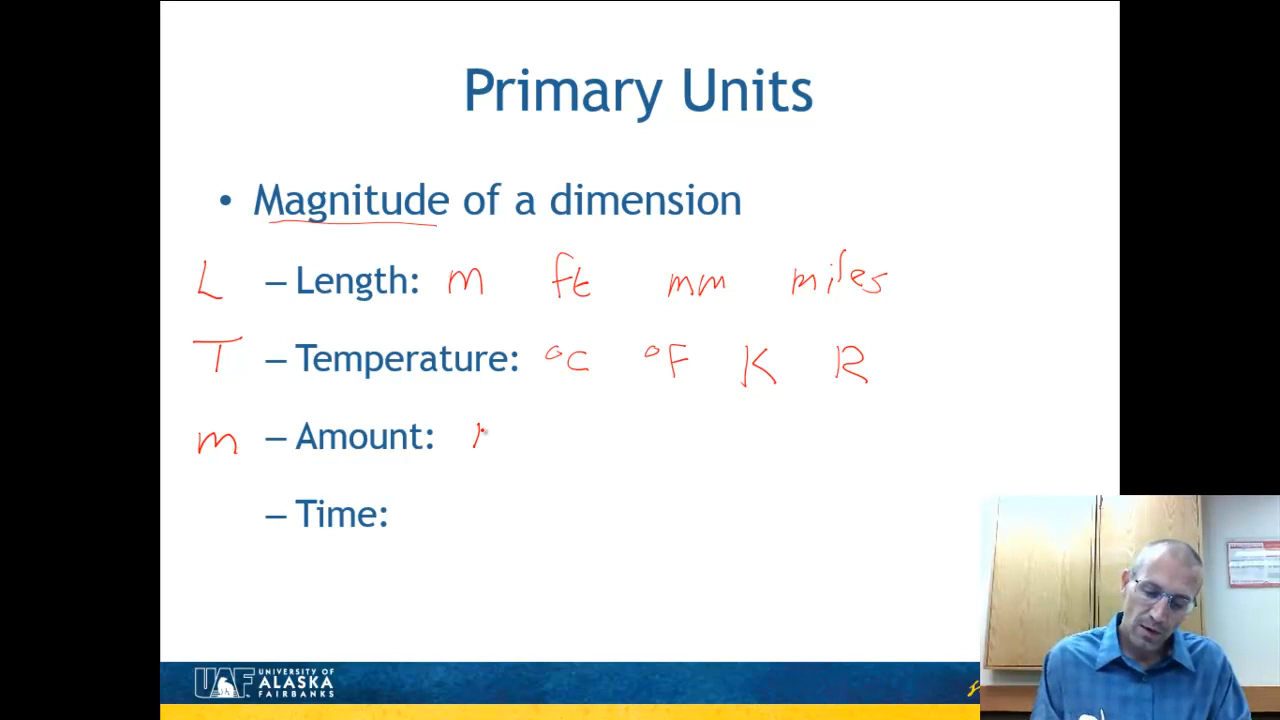 Primary Units
• Magnitude of a dimension
L – Length: m ft mm miles
T – Temperature: °C °F K R
m – Amount:
– Time:
UAF UNIVERSITY OF
ALASKA
FAIRBANKS